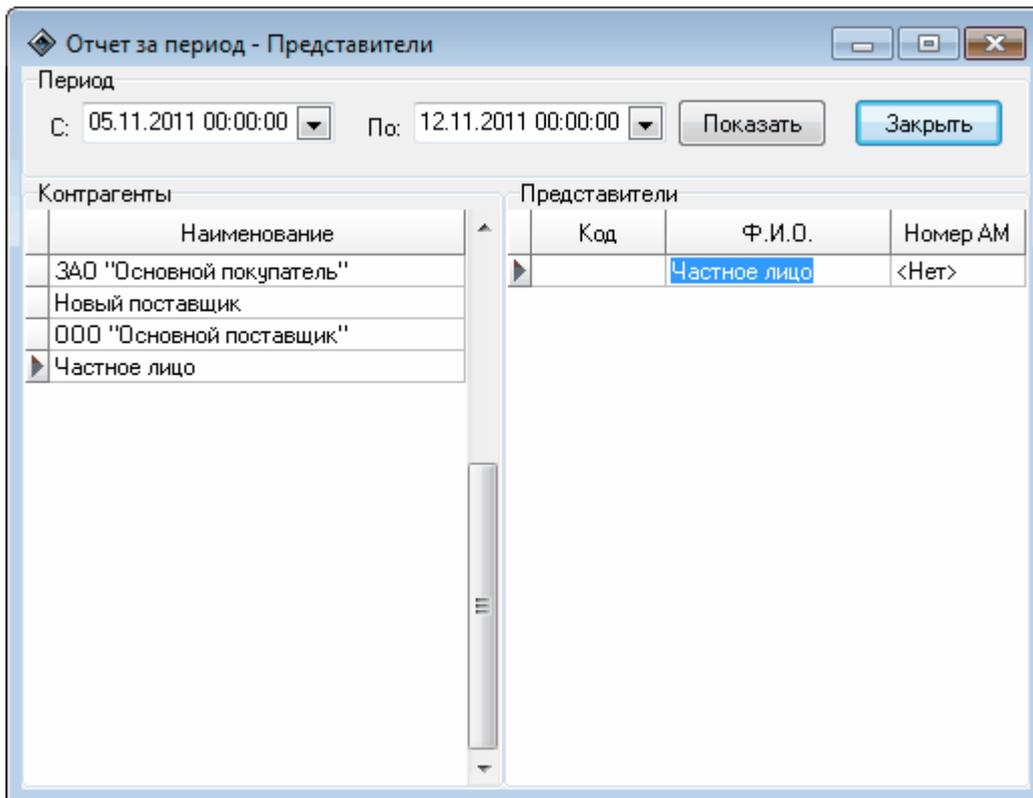 Отчет за период - Представители
Период
С: 05.11.2011 00:00:00 По: 12.11.2011 00:00:00 Показать Закрыть
Контрагенты
Наименование
ЗАО "Основной покупатель"
Новый поставщик
ООО "Основной поставщик"
Частное лицо
Представители
Код Ф.И.О. Номер АМ
Частное лицо <Нет>